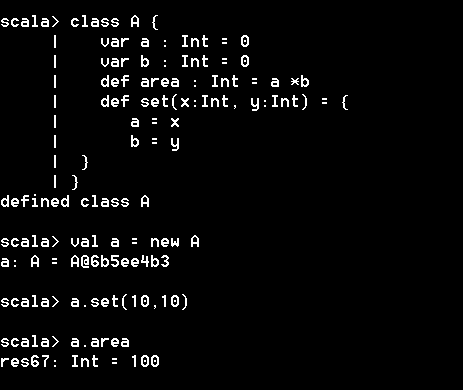 scala> class A {
     |    var a : Int = 0
     |    var b : Int = 0
     |    def area : Int = a *b
     |    def set(x:Int, y:Int) = {
     |       a = x
     |       b = y
     |  }
     | }
defined class A
scala> val a = new A
a: A = A@6b5ee4b3
scala> a.set(10,10)
scala> a.area
res67: Int = 100